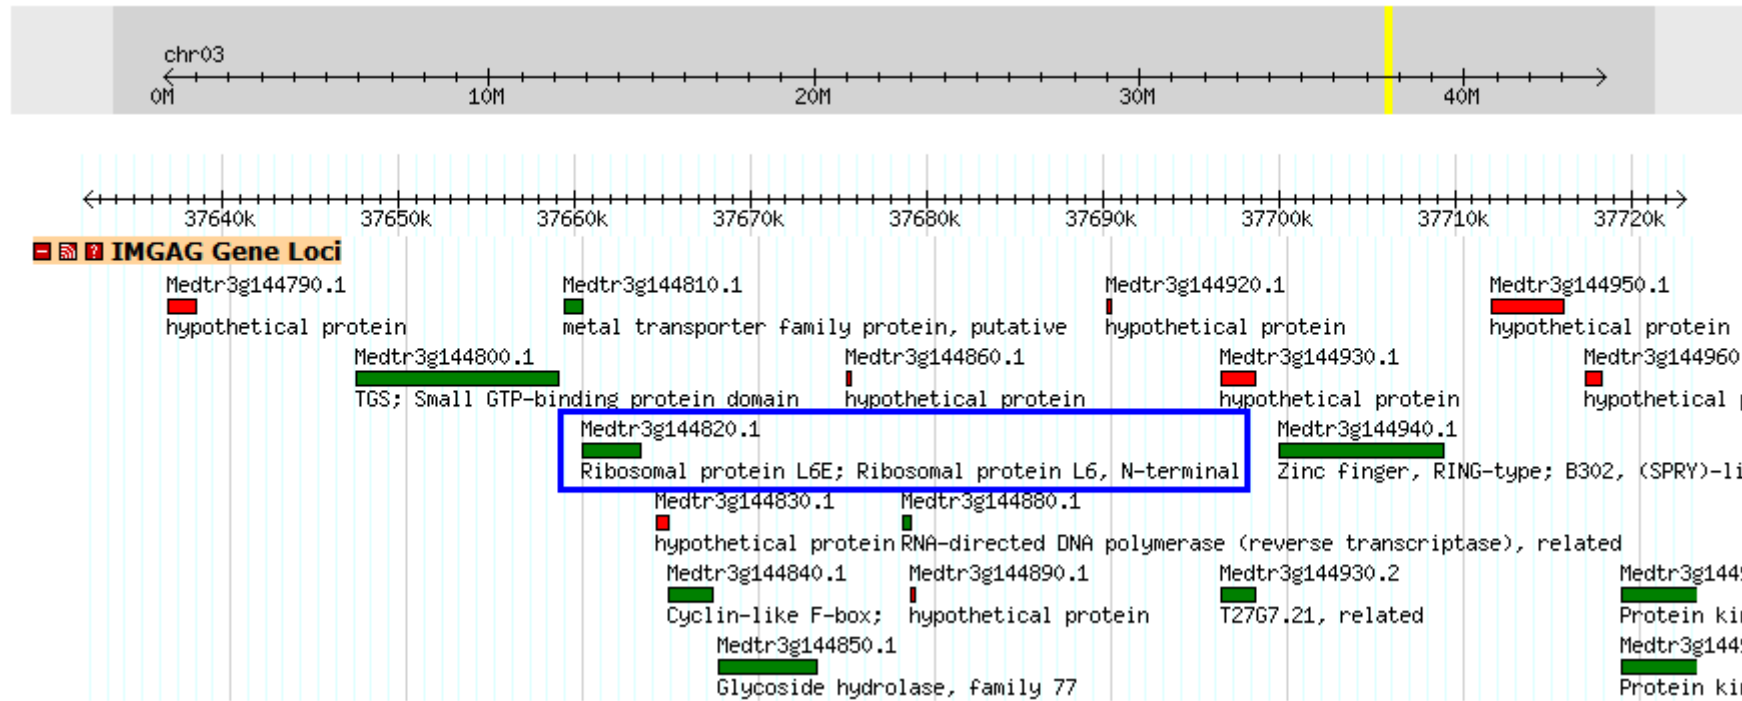 chr03
0M 10M 20M 30M 40M
37640k 37650k 37660k 37670k 37680k 37690k 37700k 37710k 37720k
IMGAG Gene Loci
Medtr3g144790.1 Medtr3g144810.1 Medtr3g144920.1 Medtr3g144950.1
hypothetical protein metal transporter family protein, putative hypothetical protein hypothetical protein
Medtr3g144800.1 Medtr3g144860.1 Medtr3g144930.1 Medtr3g144960
TGS; Small GTP-binding protein domain hypothetical protein hypothetical protein hypothetical
Medtr3g144820.1 Medtr3g144940.1
Ribosomal protein L6E; Ribosomal protein L6, N-terminal Zinc finger, RING-type; B302, (SPRY)-li
Medtr3g144830.1 Medtr3g144880.1
hypothetical protein RNA-directed DNA polymerase (reverse transcriptase), related
Medtr3g144840.1 Medtr3g144890.1 Medtr3g144930.2 Medtr3g144
Cyclin-like F-box; hypothetical protein T27G7.21, related Protein ki
Medtr3g144850.1 Medtr3g144
Glycoside hydrolase, family 77 Protein ki